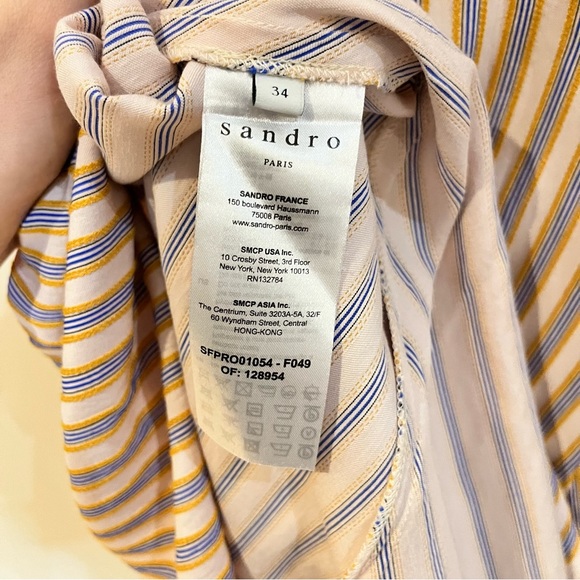 34
sandro
PARIS
SANDRO FRANCE
150 boulevard Haussmann
75008 Paris
www.sandro-paris.com
SMCP USA Inc.
10 Crosby Street, 3rd Floor
New York, New York 10013
RN132784
SMCP ASIA Inc.
The Centrium, Suite 3203A-5A, 32/F
60 Wyndham Street, Central
HONG-KONG
SFPRO01054 - F049
OF: 128954